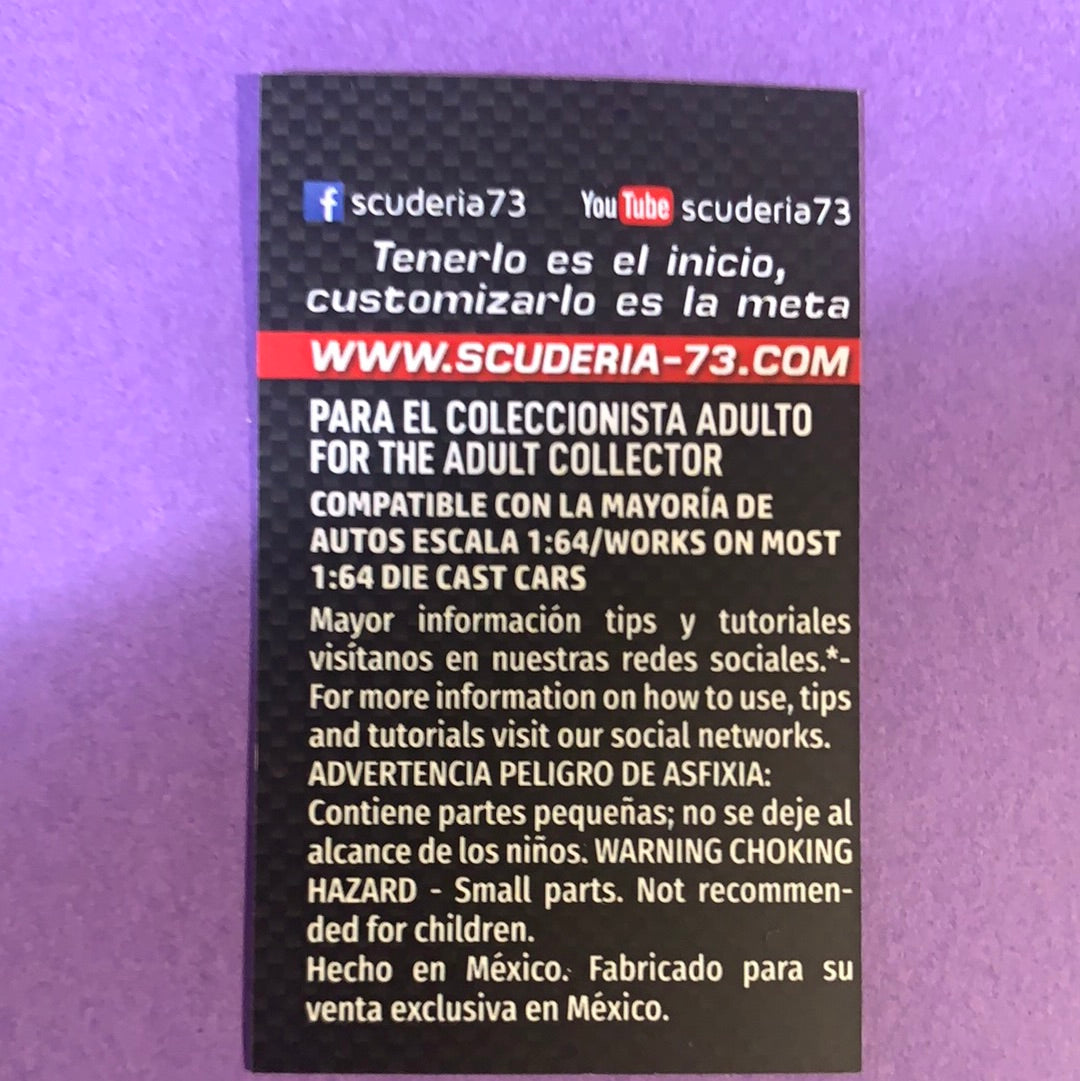 f scuderia73 YouTube scuderia73
Tenerlo es el inicio,
customizarlo es la meta
WWW.SCUDERIA-73.COM
PARA EL COLECCIONISTA ADULTO
FOR THE ADULT COLLECTOR
COMPATIBLE CON LA MAYORÍA DE
AUTOS ESCALA 1:64/WORKS ON MOST
1:64 DIE CAST CARS
Mayor información tips y tutoriales
visítanos en nuestras redes sociales.*-
For more information on how to use, tips
and tutorials visit our social networks.
ADVERTENCIA PELIGRO DE ASFIXIA:
Contiene partes pequeñas; no se deje al
alcance de los niños. WARNING CHOKING
HAZARD - Small parts. Not recommen-
ded for children.
Hecho en México. Fabricado para su
venta exclusiva en México.